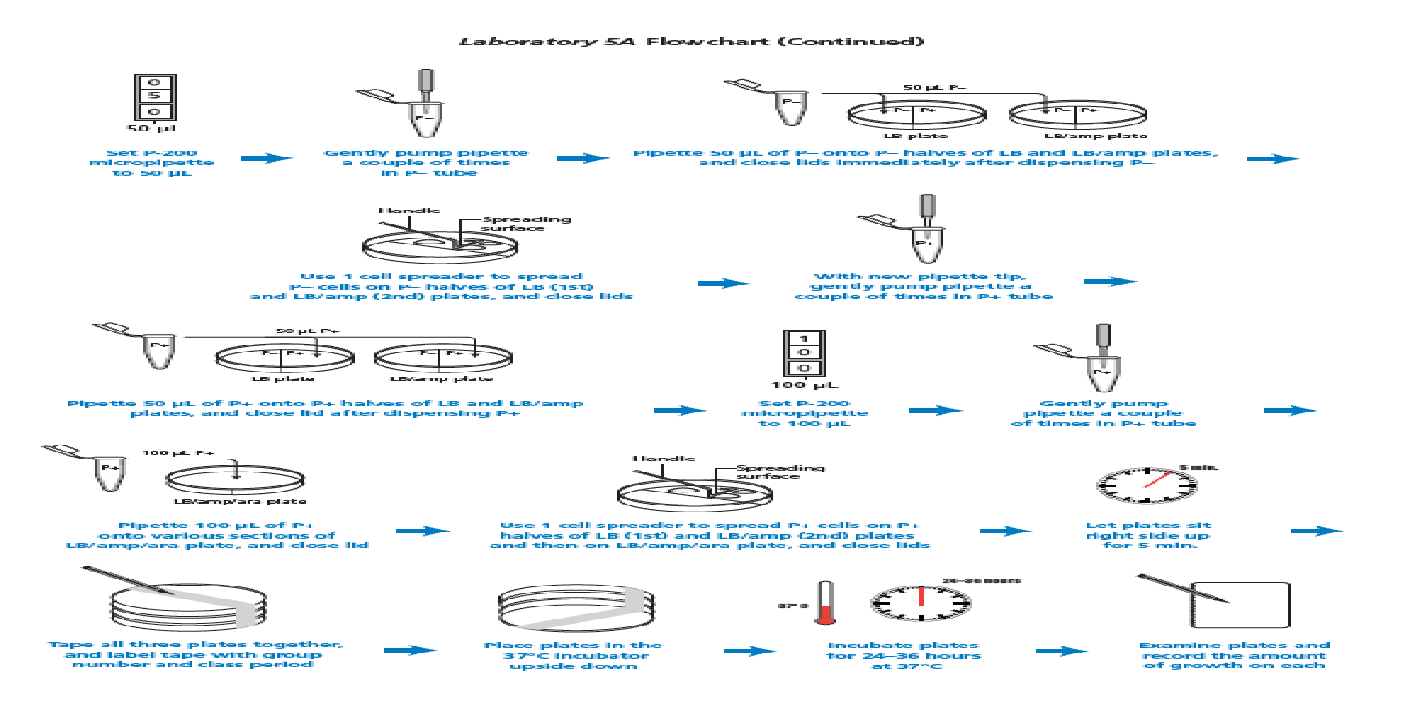 Laboratory 5A Flowchart (Continued)
0
5
0
50 µL
Set P-200
micropipette
to 50 µL
P–
Gently pump pipette
a couple of times
in P– tube
P–
50 µL P–
P– P+
LB plate
P– P+
LB/amp plate
Pipette 50 µL of P– onto P– halves of LB and LB/amp plates,
and close lids immediately after dispensing P–
Handle
Spreading
surface
Use 1 cell spreader to spread
P– cells on P– halves of LB (1st)
and LB/amp (2nd) plates, and close lids
P+
With new pipette tip,
gently pump pipette a
couple of times in P+ tube
P+
50 µL P+
P– P+
LB plate
P– P+
LB/amp plate
Pipette 50 µL of P+ onto P+ halves of LB and LB/amp
plates, and close lid after dispensing P+
1
0
0
100 µL
Set P-200
micropipette
to 100 µL
P+
Gently pump
pipette a couple
of times in P+ tube
P+
100 µL P+
LB/amp/ara plate
Pipette 100 µL of P+
onto various sections of
LB/amp/ara plate, and close lid
Handle
Spreading
surface
Use 1 cell spreader to spread P+ cells on P+
halves of LB (1st) and LB/amp (2nd) plates
and then on LB/amp/ara plate, and close lids
5 min.
Let plates sit
right side up
for 5 min.
Tape all three plates together,
and label tape with group
number and class period
Place plates in the
37°C incubator
upside down
37°C
24–36 hours
Incubate plates
for 24–36 hours
at 37°C
Examine plates and
record the amount
of growth on each